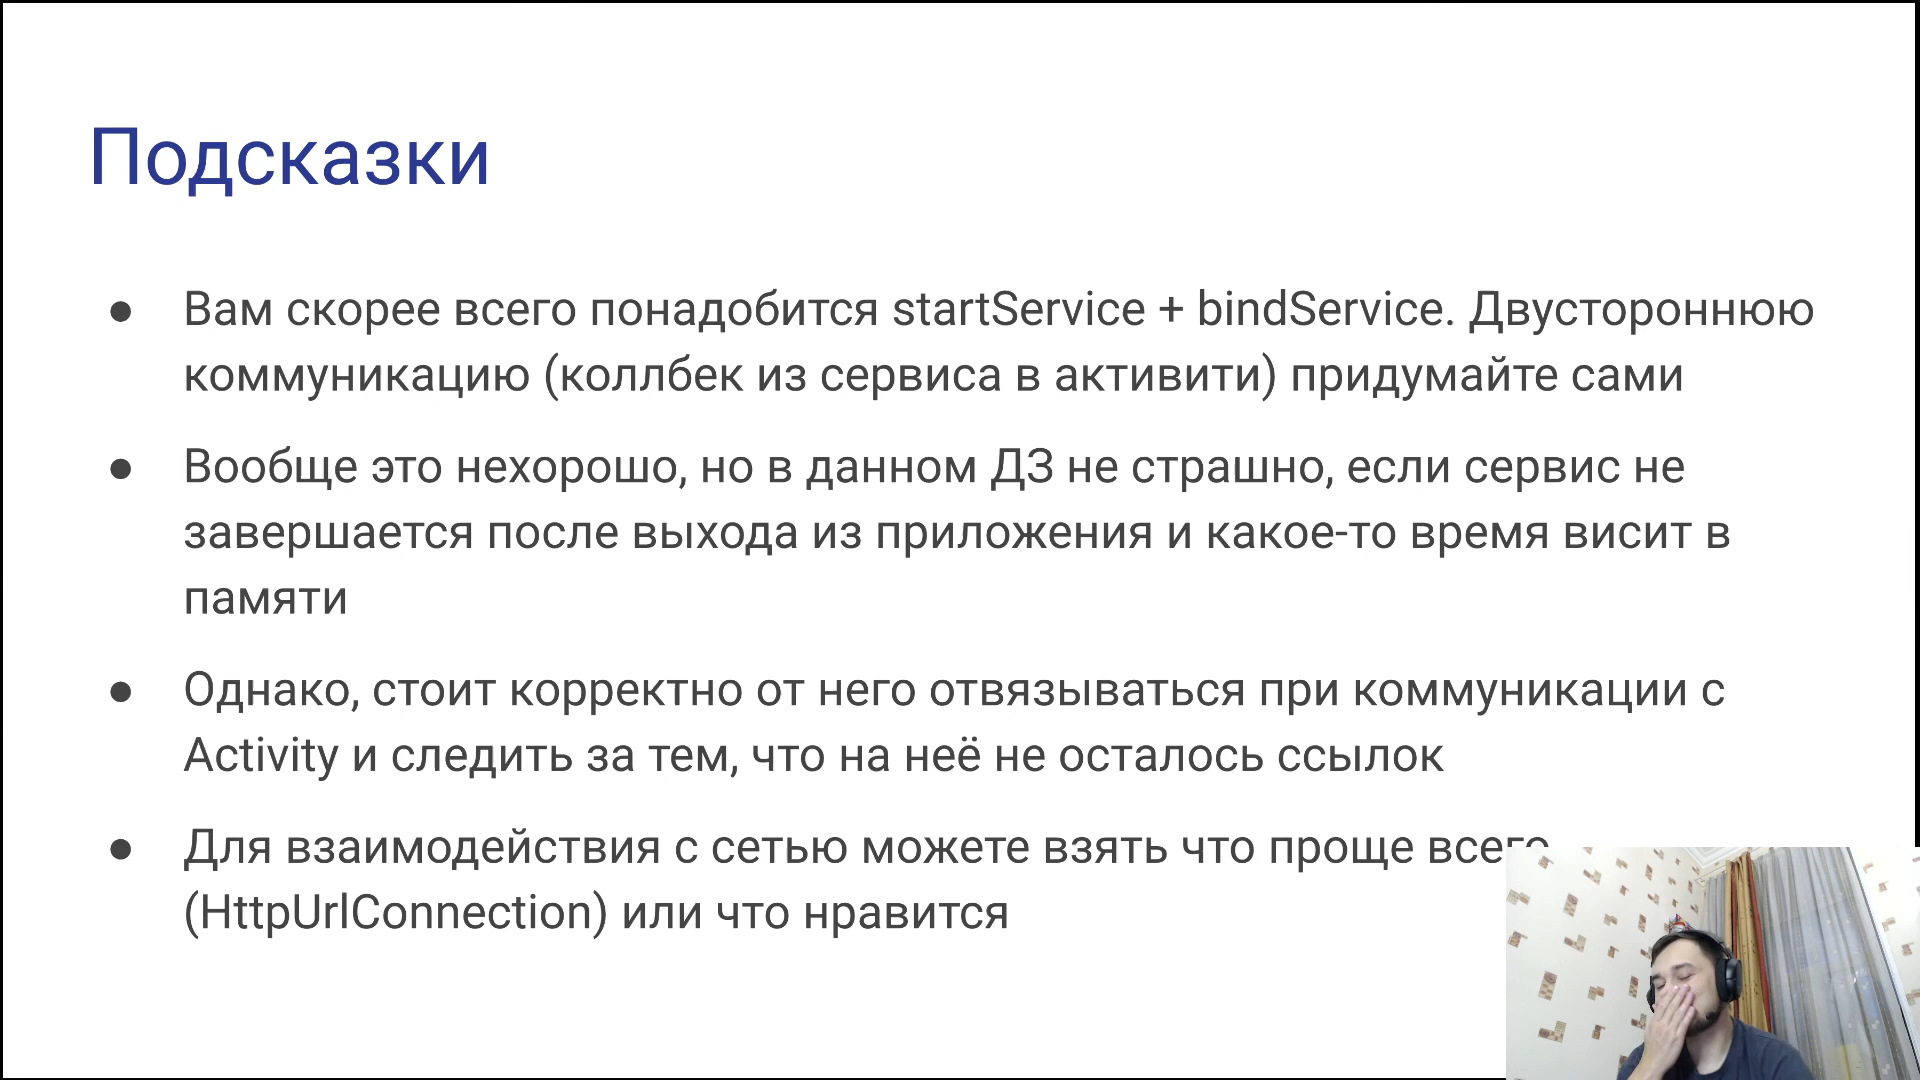 Подсказки
● Вам скорее всего понадобится startService + bindService. Двустороннюю
коммуникацию (коллбек из сервиса в активити) придумайте сами
● Вообще это нехорошо, но в данном ДЗ не страшно, если сервис не
завершается после выхода из приложения и какое-то время висит в
памяти
● Однако, стоит корректно от него отвязываться при коммуникации с
Activity и следить за тем, что на неё не осталось ссылок
● Для взаимодействия с сетью можете взять что проще всего
(HttpUrlConnection) или что нравится